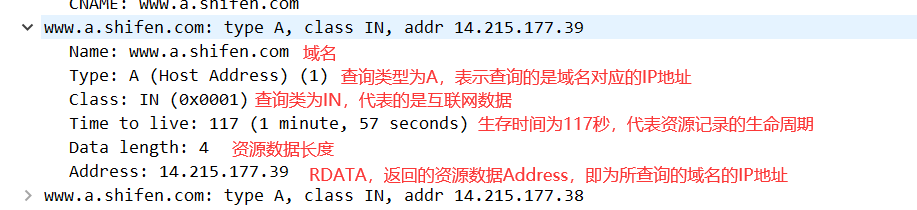 CNAME: www.a.shifen.com
www.a.shifen.com: type A, class IN, addr 14.215.177.39
Name: www.a.shifen.com 域名
Type: A (Host Address) (1) 查询类型为A，表示查询的是域名对应的IP地址
Class: IN (0x0001) 查询类为IN，代表的是互联网数据
Time to live: 117 (1 minute, 57 seconds) 生存时间为117秒，代表资源记录的生命周期
Data length: 4 资源数据长度
Address: 14.215.177.39 RDATA，返回的资源数据Address，即为所查询的域名的IP地址
www.a.shifen.com: type A, class IN, addr 14.215.177.38